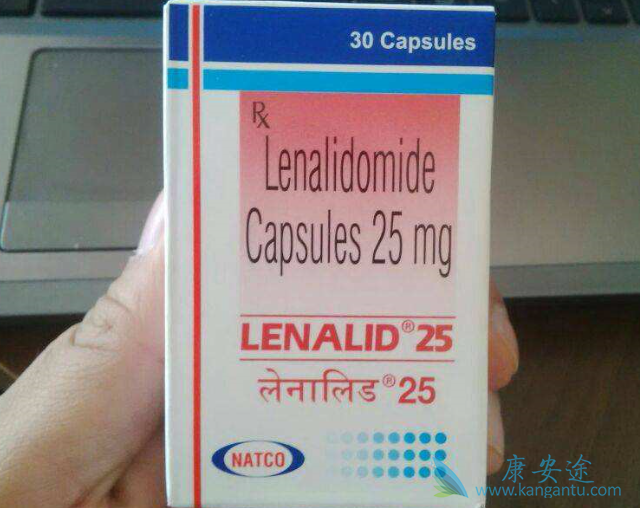 30 Capsules
Rx
Lenalidomide
Capsules 25 mg
LENALID® 25
लेनालिड® 25
NATCO
康安途
www.kangantu.com